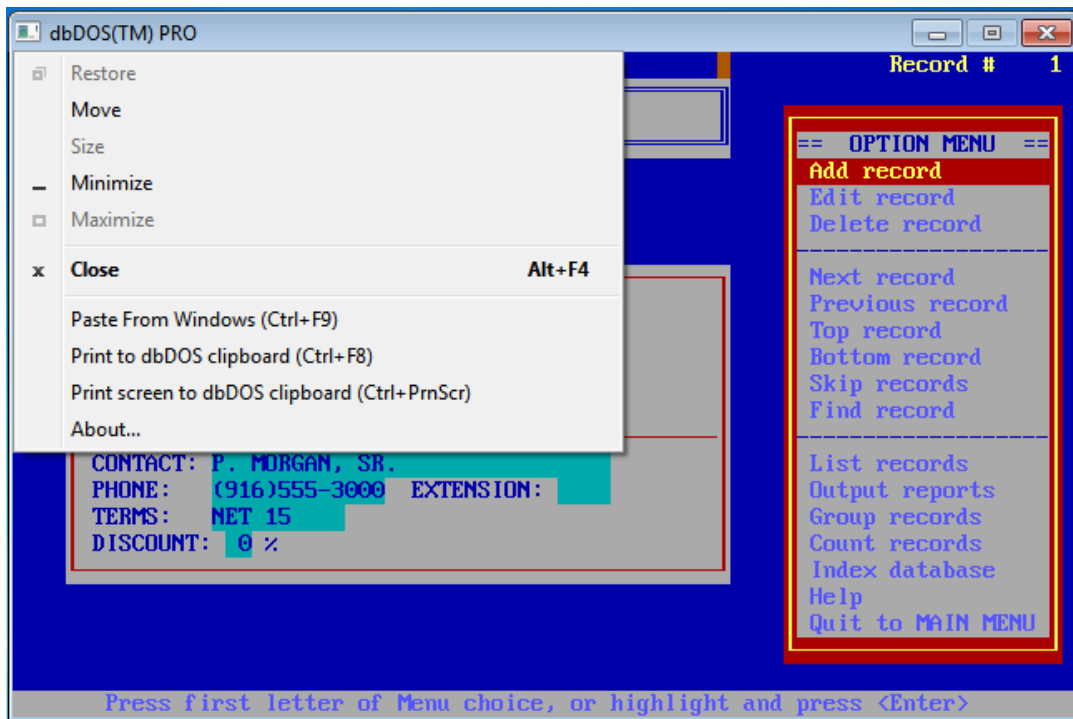 dbDOS(TM) PRO
Restore
Move
Size
Minimize
Maximize
Close Alt+F4
Paste From Windows (Ctrl+F9)
Print to dbDOS clipboard (Ctrl+F8)
Print screen to dbDOS clipboard (Ctrl+PrnScr)
About...
CONTACT: P. MORGAN, SR.
PHONE: (916)555-3000 EXTENSION:
TERMS: NET 15
DISCOUNT: 0 %
Record # 1
== OPTION MENU ==
Add record
Edit record
Delete record
Next record
Previous record
Top record
Bottom record
Skip records
Find record
List records
Output reports
Group records
Count records
Index database
Help
Quit to MAIN MENU
Press first letter of Menu choice, or highlight and press <Enter>